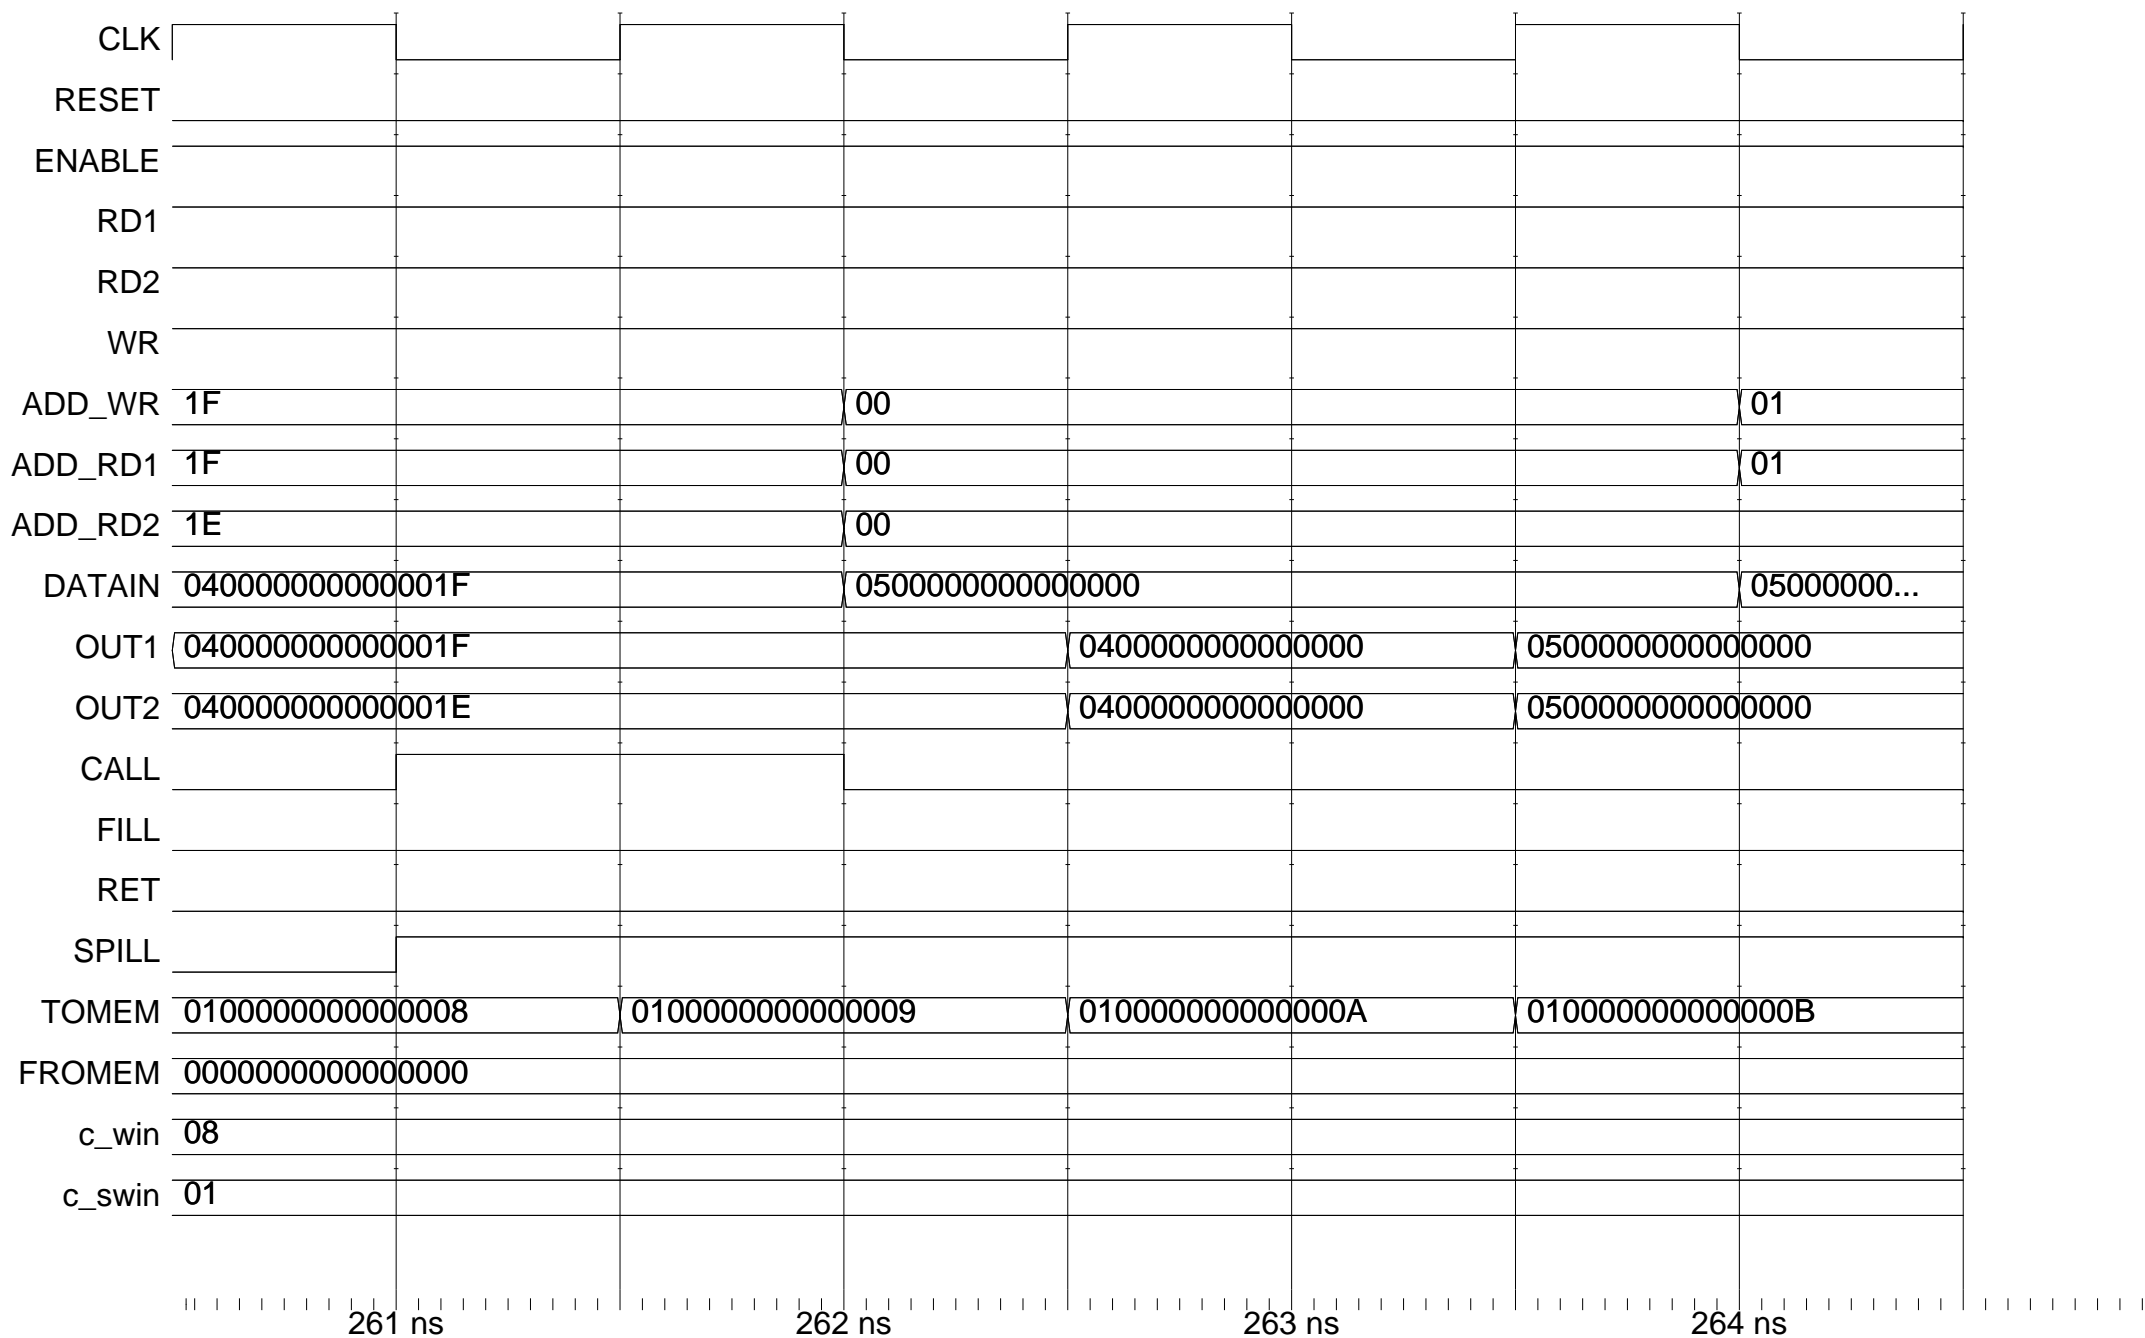 CLK
RESET
ENABLE
RD1
RD2
WR
ADD_WR 1F 00 01
ADD_RD1 1F 00 01
ADD_RD2 1E 00
DATAIN 040000000000001F 0500000000000000 05000000...
OUT1 040000000000001F 0400000000000000 0500000000000000
OUT2 040000000000001E 0400000000000000 0500000000000000
CALL
FILL
RET
SPILL
TOMEM 0100000000000008 0100000000000009 010000000000000A 010000000000000B
FROMEM 0000000000000000
c_win 08
c_swin 01
261 ns 262 ns 263 ns 264 ns